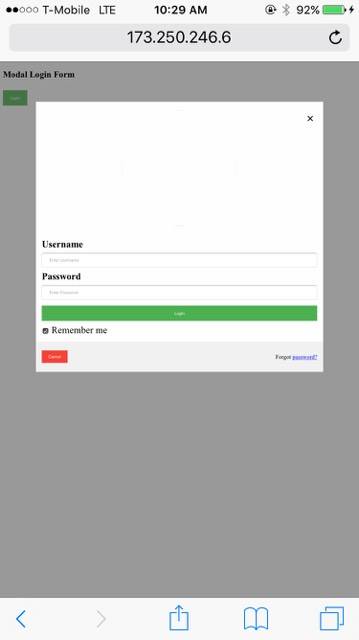 T-Mobile LTE 10:29 AM 92%
173.250.246.6
Modal Login Form
Login
×
Username
Enter Username
Password
Enter Password
Login
Remember me
Cancel Forgot password?